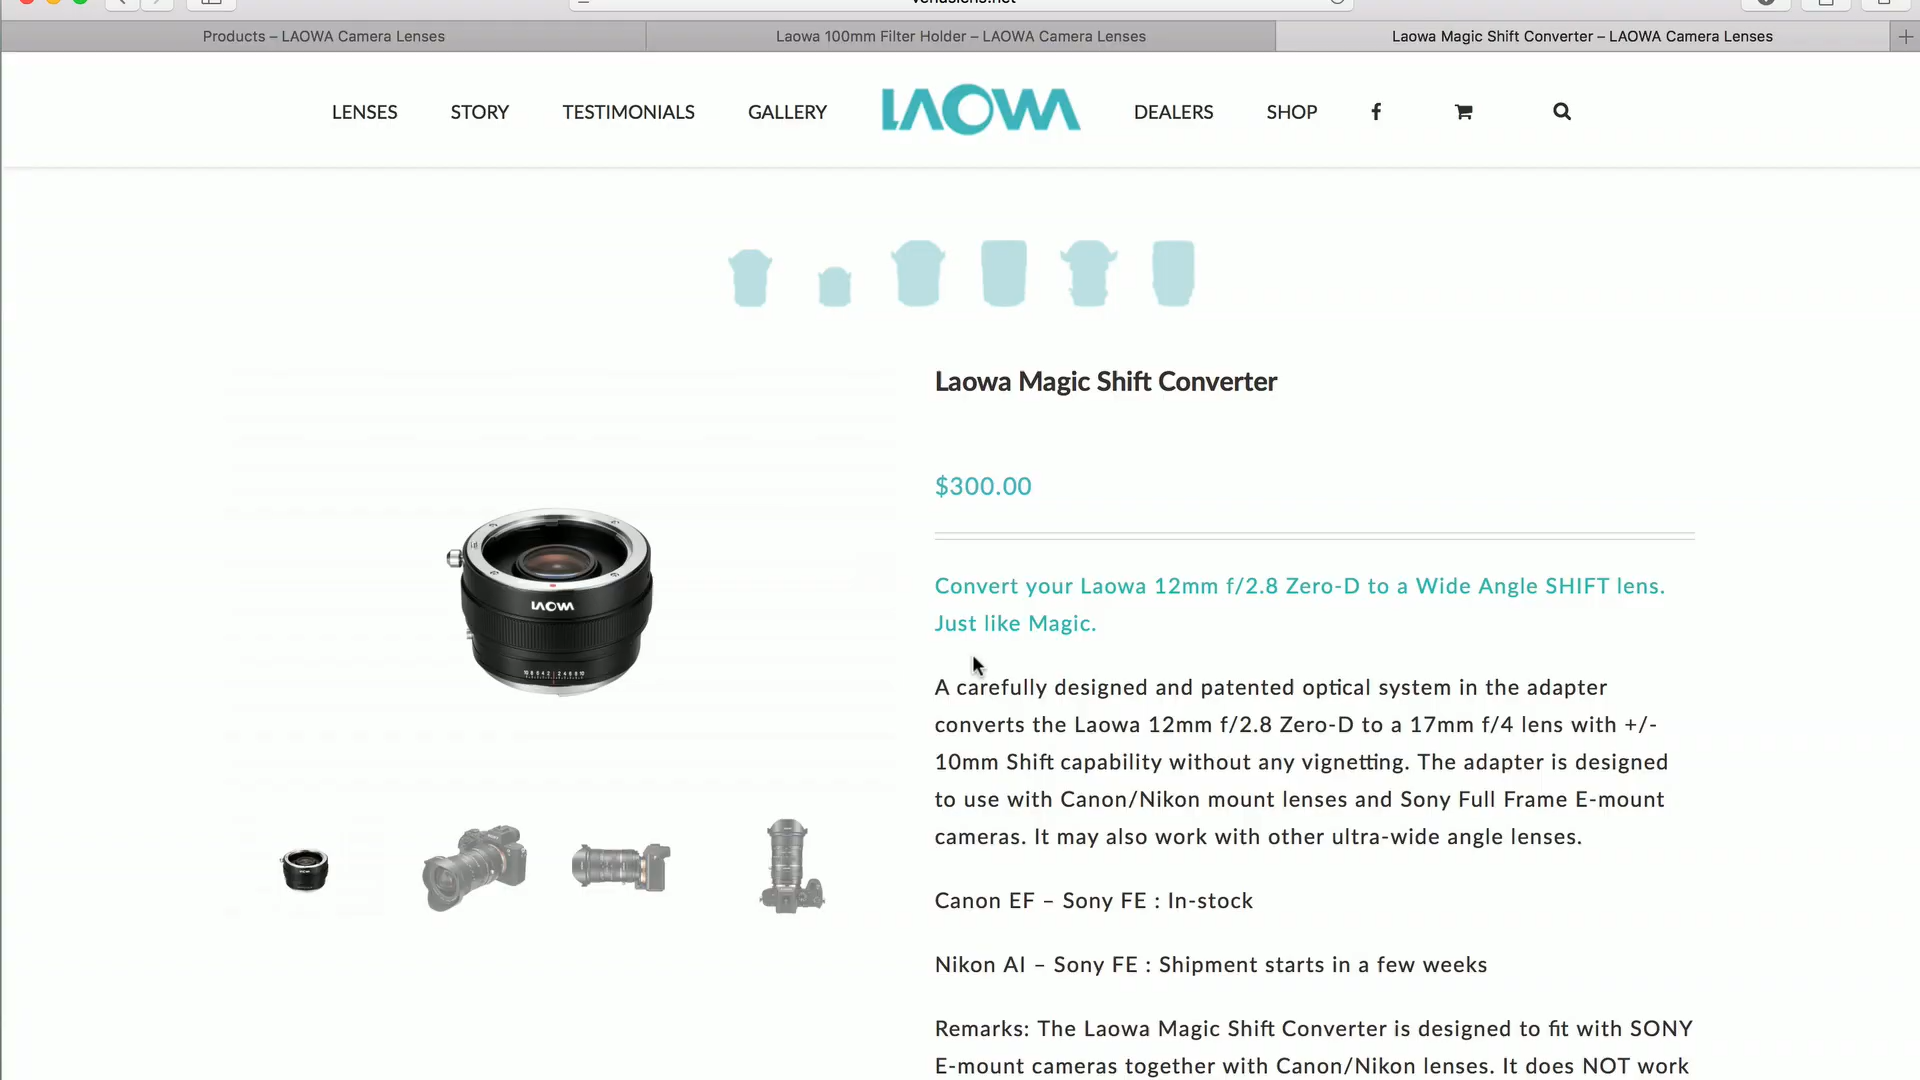 Products – LAOWA Camera Lenses
Laowa 100mm Filter Holder – LAOWA Camera Lenses
Laowa Magic Shift Converter – LAOWA Camera Lenses
LENSES
STORY
TESTIMONIALS
GALLERY
LAOWA
DEALERS
SHOP
Laowa Magic Shift Converter
$300.00
LAOWA
Convert your Laowa 12mm f/2.8 Zero-D to a Wide Angle SHIFT lens.
Just like Magic.
A carefully designed and patented optical system in the adapter
converts the Laowa 12mm f/2.8 Zero-D to a 17mm f/4 lens with +/-
10mm Shift capability without any vignetting. The adapter is designed
to use with Canon/Nikon mount lenses and Sony Full Frame E-mount
cameras. It may also work with other ultra-wide angle lenses.
Canon EF – Sony FE : In-stock
Nikon AI – Sony FE : Shipment starts in a few weeks
Remarks: The Laowa Magic Shift Converter is designed to fit with SONY
E-mount cameras together with Canon/Nikon lenses. It does NOT work